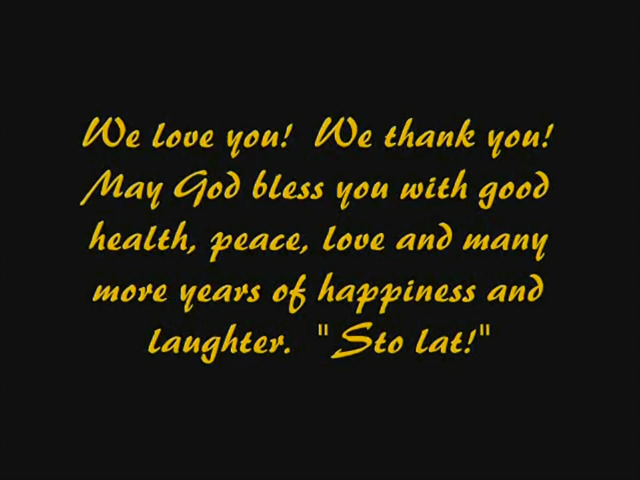 We love you!  We thank you!
May God bless you with good
health, peace, love and many
more years of happiness and
laughter.  "Sto lat!"